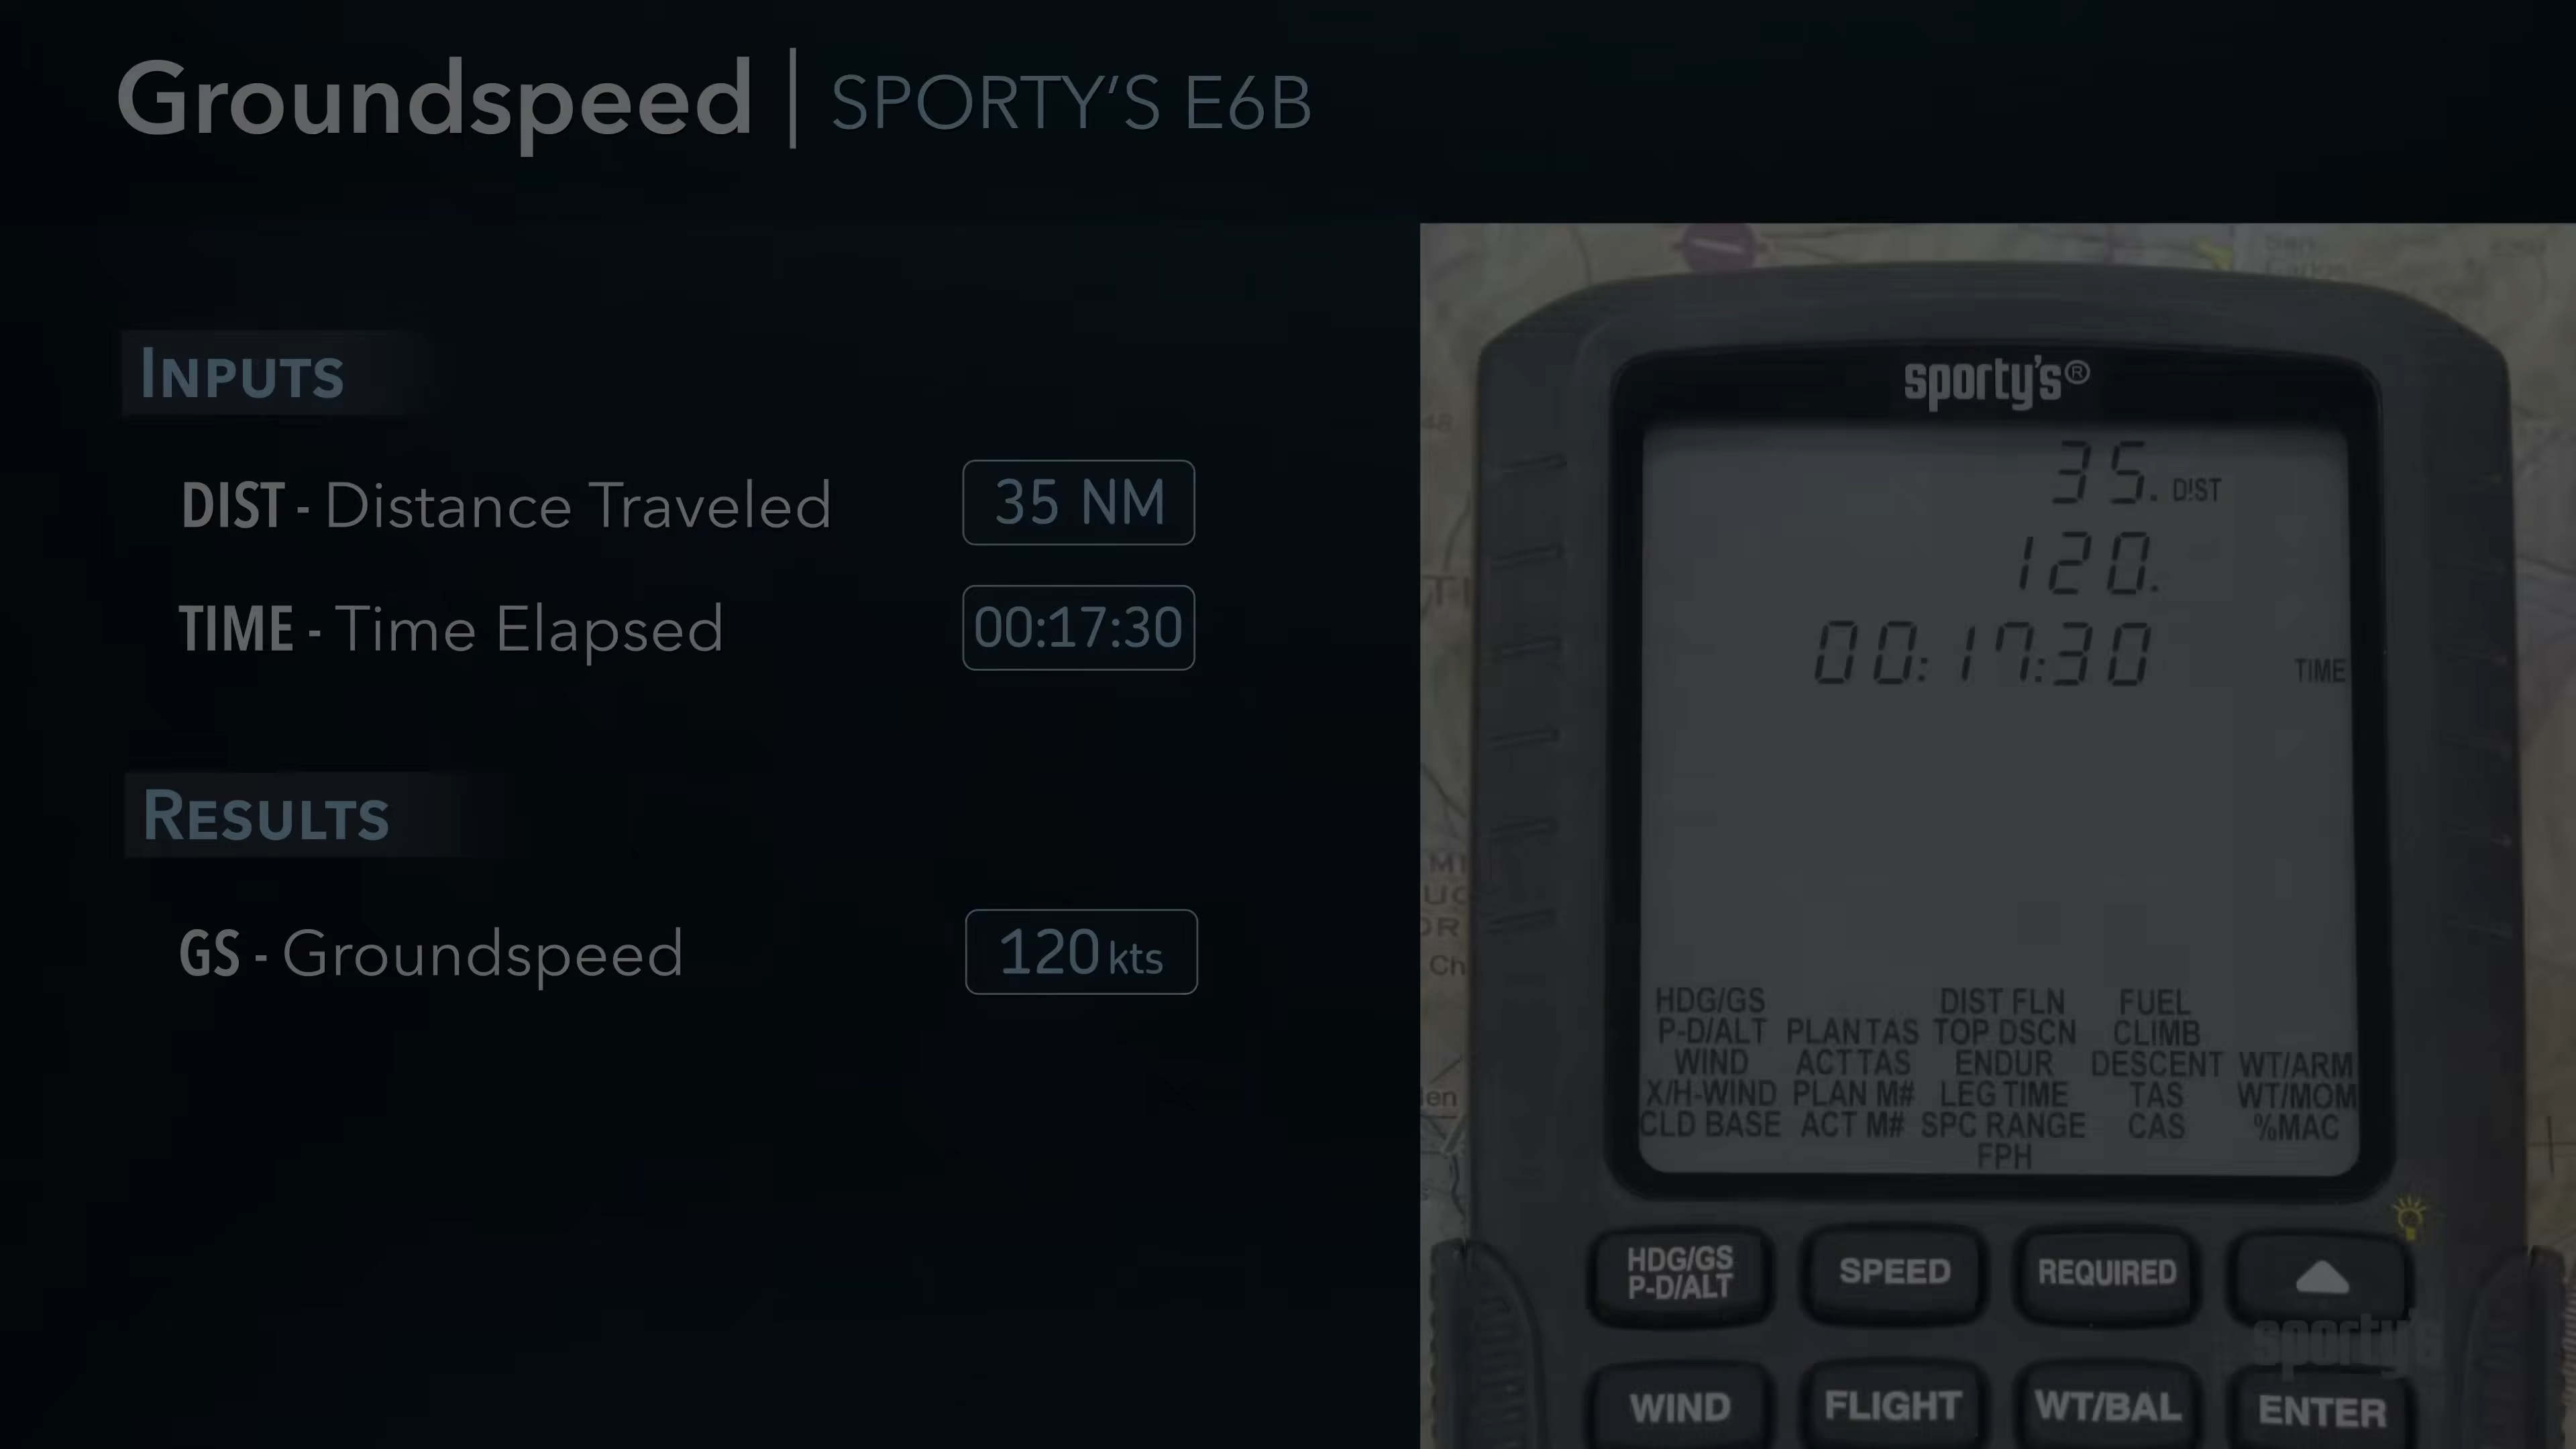 Groundspeed | SPORTY'S E6B
INPUTS
DIST - Distance Traveled 35 NM
TIME - Time Elapsed 00:17:30
RESULTS
GS - Groundspeed 120 kts
sporty's®
35. DIST
120.
00:17:30 TIME
HDG/GS DIST FLN FUEL
P-D/ALT PLAN TAS TOP DSCN CLIMB
WIND ACT TAS ENDUR DESCENT WT/ARM
X/H-WIND PLAN M# LEG TIME TAS WT/MOM
CLD BASE ACT M# SPC RANGE CAS %MAC
FPH
HDG/GS
P-D/ALT
SPEED
REQUIRED
sporty's
WIND
FLIGHT
WT/BAL
ENTER